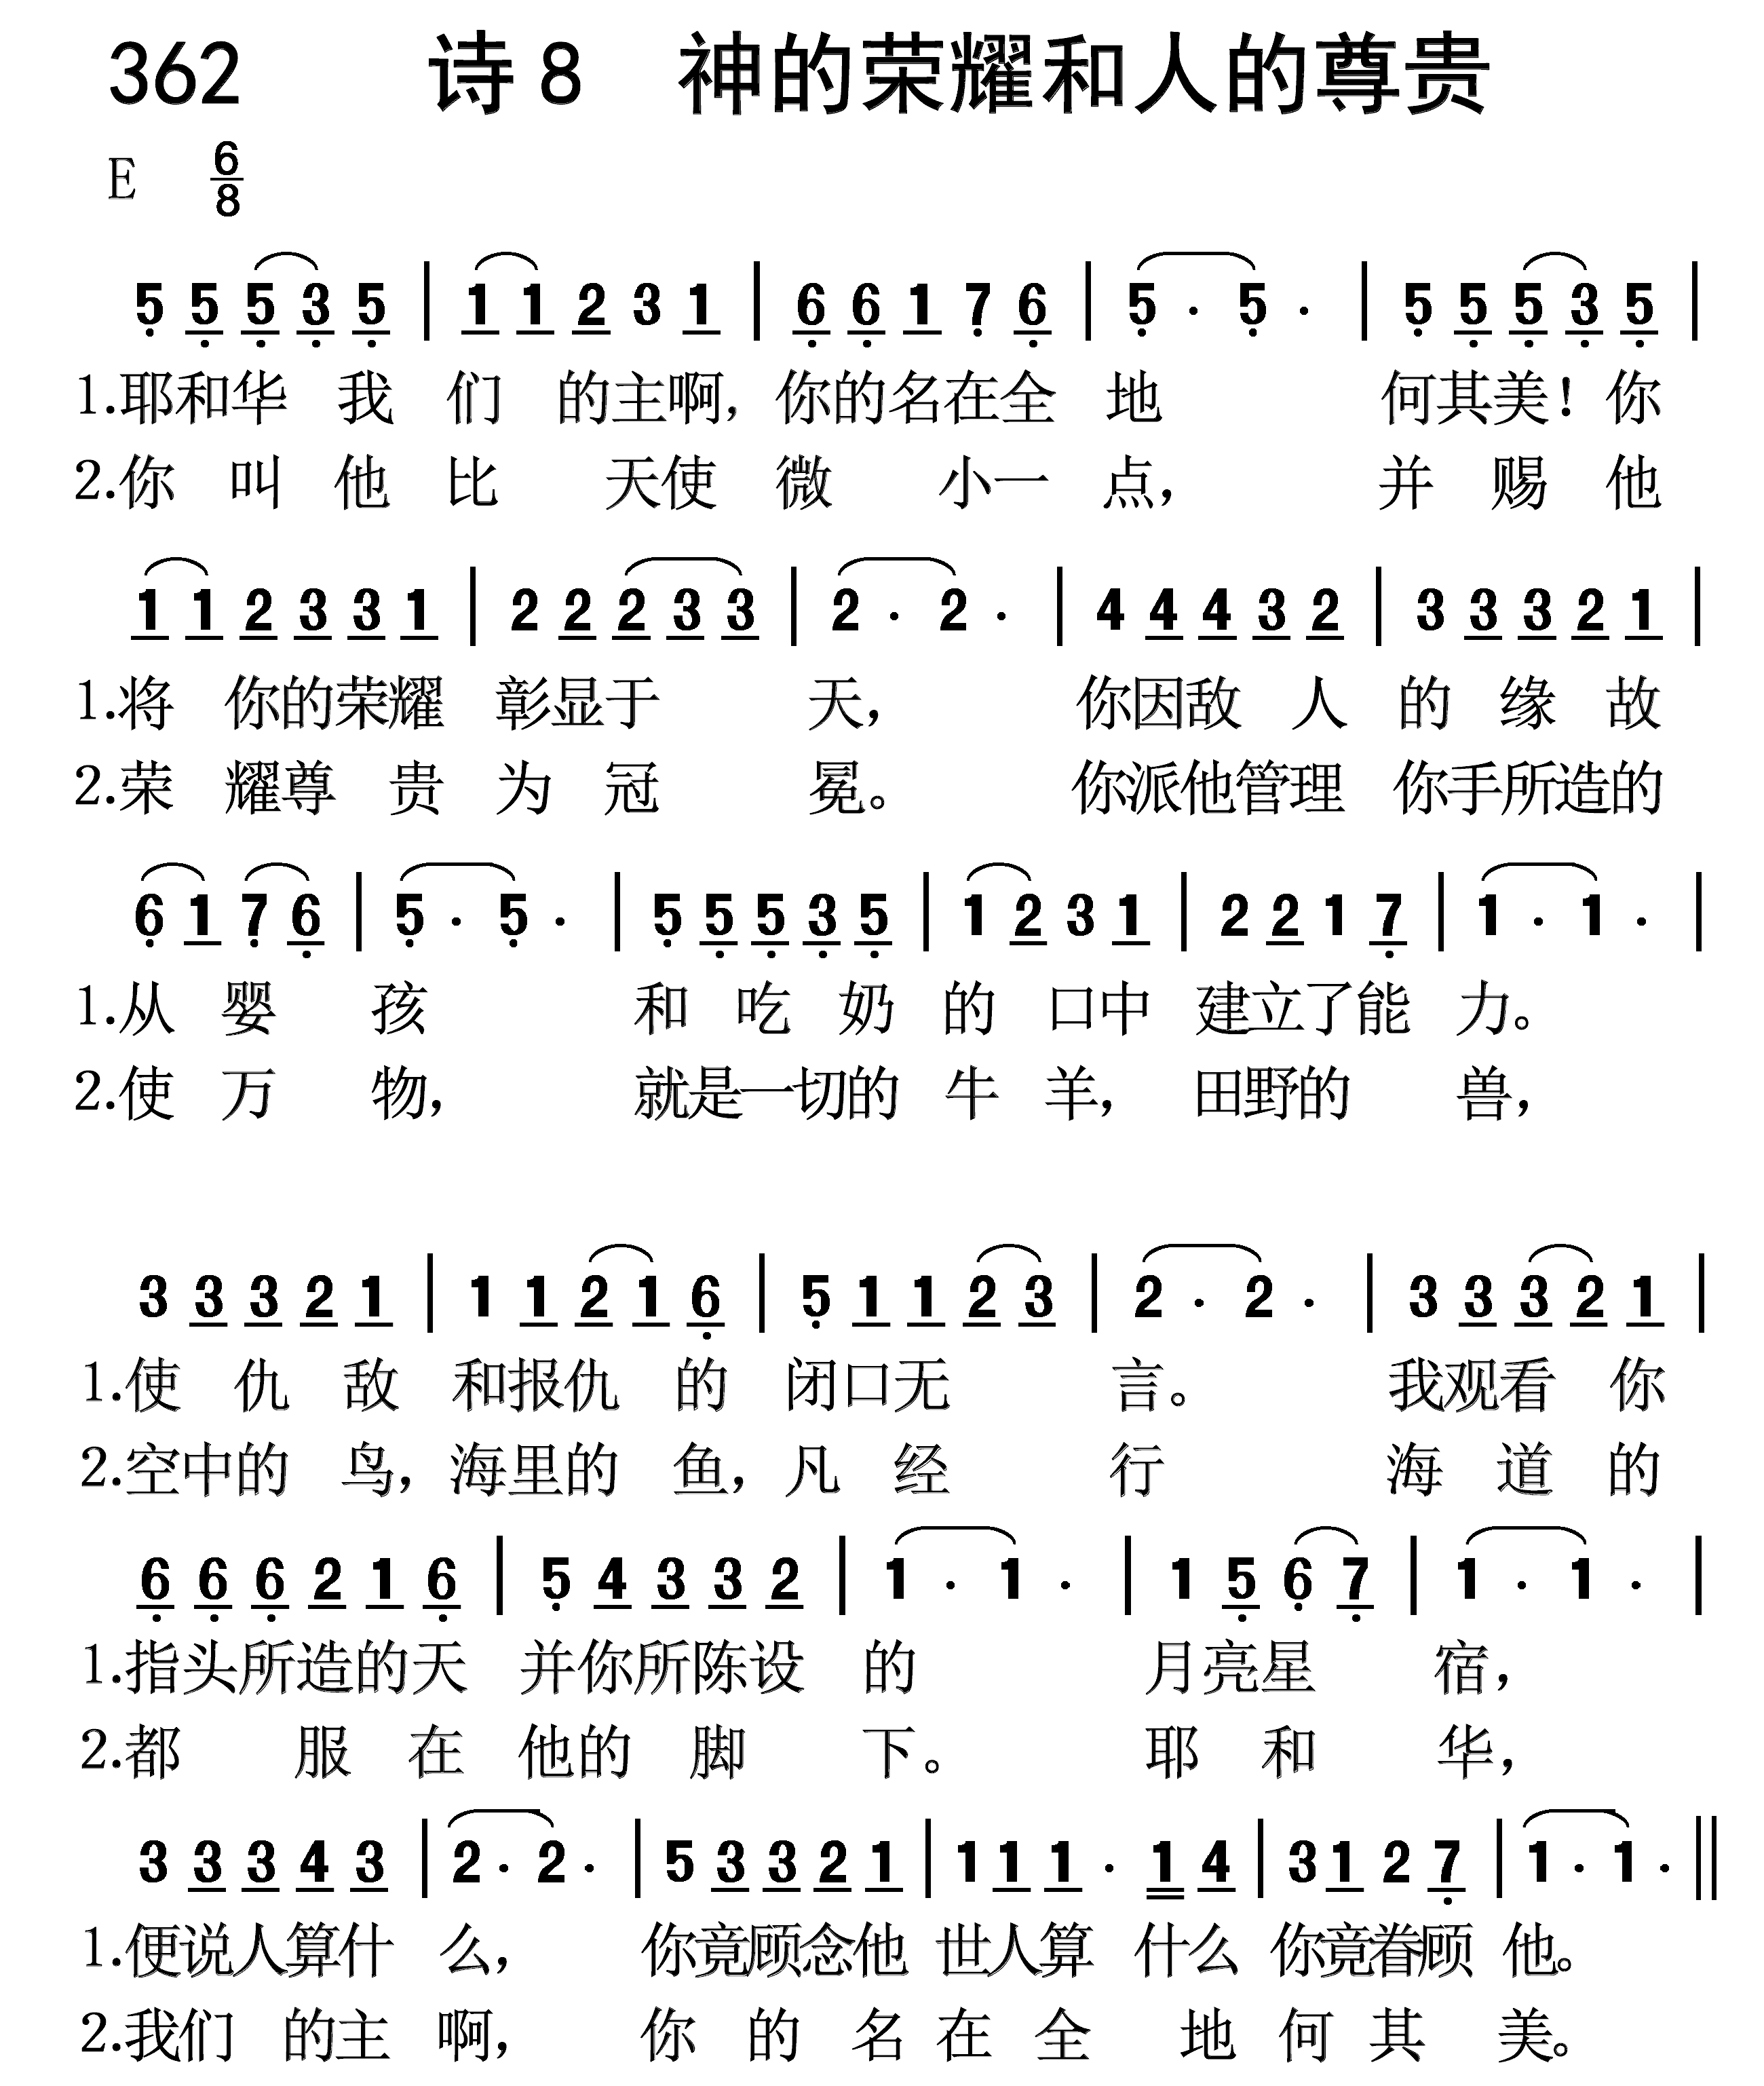 362 诗8 神的荣耀和人的尊贵
E 6/8
5 5 5 3 5 | 1 1 2 3 1 | 6 6 1 7 6 | 5 · 5 · | 5 5 5 3 5 |
1.耶和华 我 们 的主啊, 你的名在全 地 何其美! 你
2.你 叫 他 比 天使 微 小一 点, 并 赐 他
1 1 2 3 3 1 | 2 2 2 3 3 | 2 · 2 · | 4 4 4 3 2 | 3 3 3 2 1 |
1.将 你的荣耀 彰显于 天, 你因敌 人 的 缘 故
2.荣 耀尊 贵 为 冠 冕。 你派他管理 你手所造的
6 1 7 6 | 5 · 5 · | 5 5 5 3 5 | 1 2 3 1 | 2 2 1 7 | 1 · 1 · |
1.从 婴 孩 和 吃 奶 的 口中 建立了能 力。
2.使 万 物, 就是一切的 牛 羊, 田野的 兽,
3 3 3 2 1 | 1 1 2 1 6 | 5 1 1 2 3 | 2 · 2 · | 3 3 3 2 1 |
1.使 仇 敌 和报仇 的 闭口无 言。 我观看 你
2.空中的 鸟, 海里的 鱼, 凡 经 行 海 道 的
6 6 6 2 1 6 | 5 4 3 3 2 | 1 · 1 · | 1 5 6 7 | 1 · 1 · |
1.指头所造的天 并你所陈设 的 月亮星 宿,
2.都 服 在 他的 脚 下。 耶 和 华,
3 3 3 4 3 | 2 · 2 · | 5 3 3 2 1 | 1 1 1 · 1 4 | 3 1 2 7 | 1 · 1 · ||
1.便说人算什 么, 你竟顾念他 世人算 什么 你竟眷顾 他。
2.我们 的主 啊, 你 的 名 在 全 地 何 其 美。